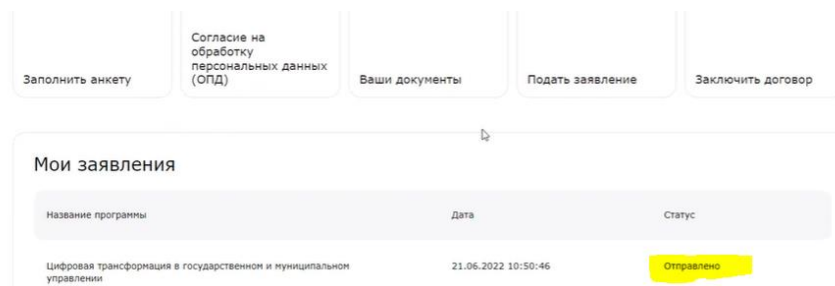 Заполнить анкету
Согласие на
обработку
персональных данных
(ОПД)
Ваши документы
Подать заявление
Заключить договор
Мои заявления
Название программы
Дата
Статус
Цифровая трансформация в государственном и муниципальном
управлении
21.06.2022 10:50:46
Отправлено